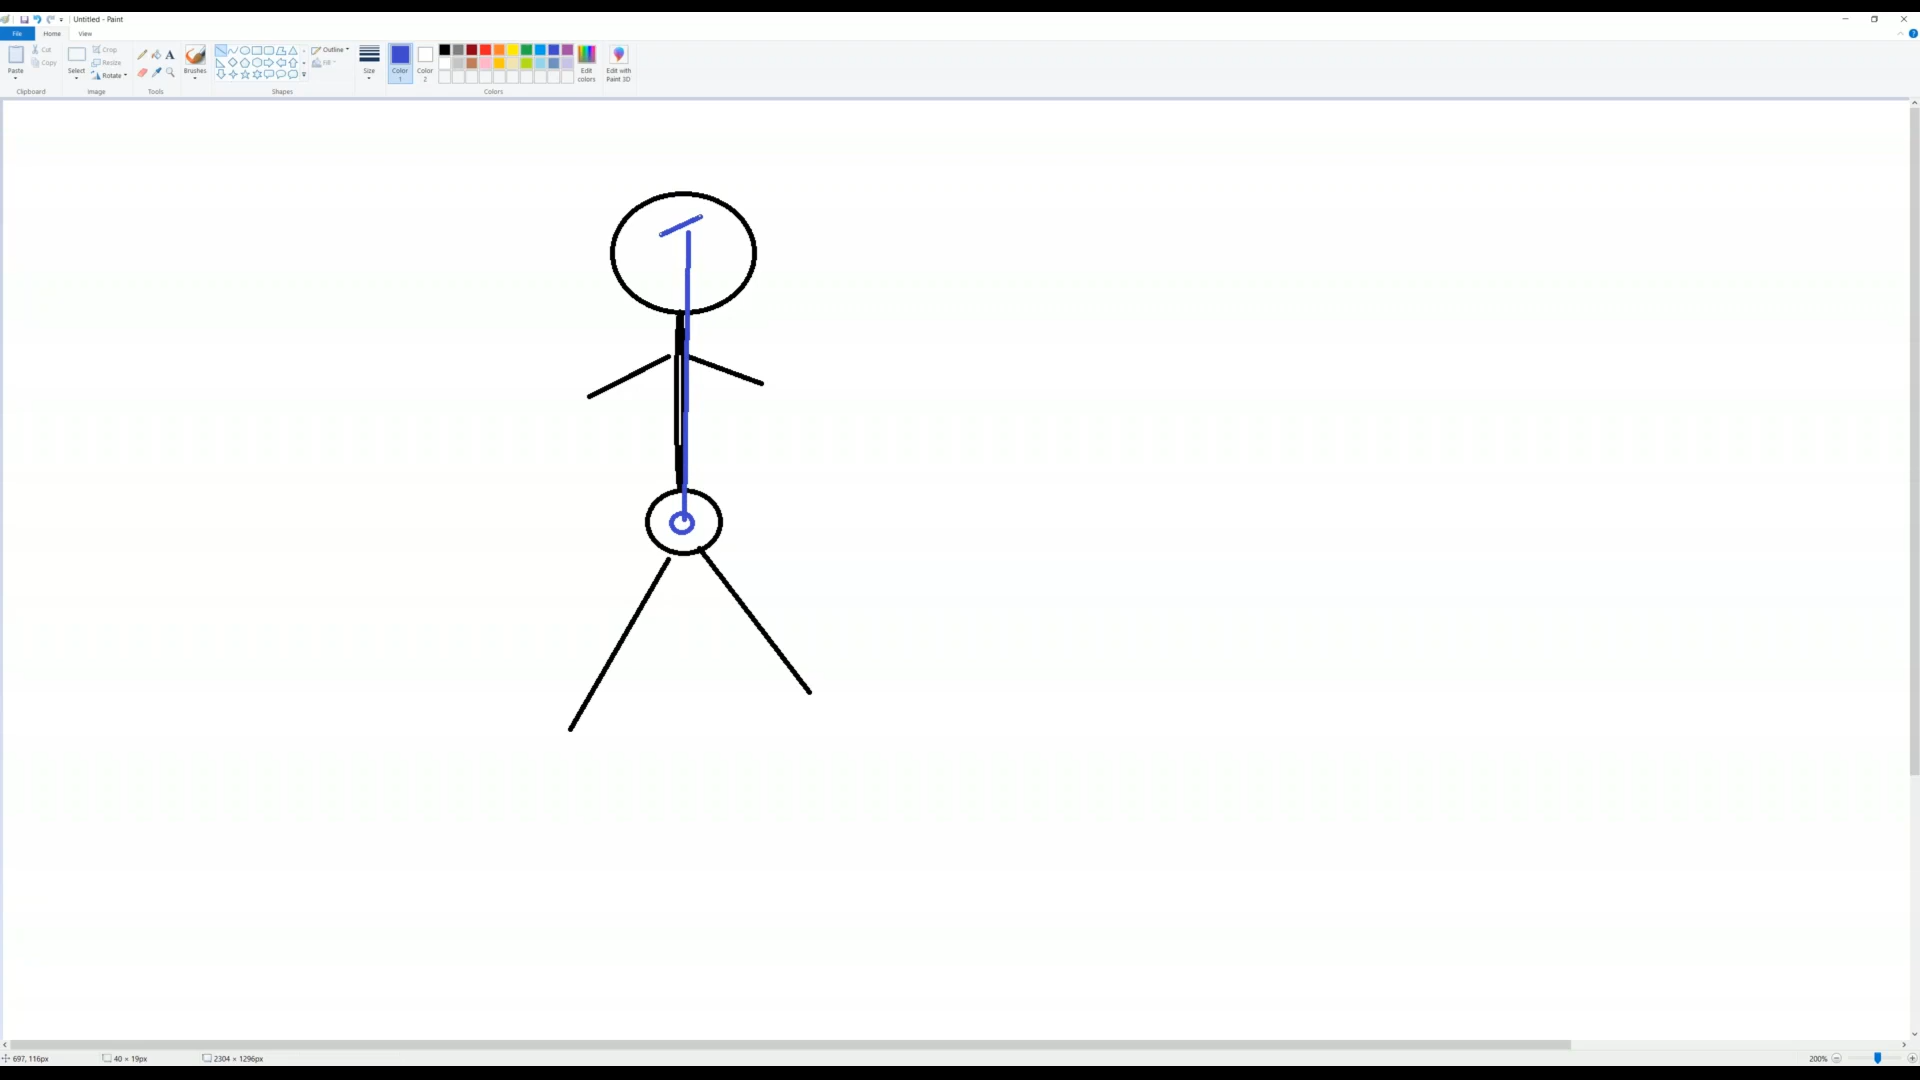 Untitled - Paint
File Home View
Paste
Cut
Copy
Clipboard
Select
Crop
Resize
Rotate
Image
Tools
Brushes
Outline
Fill
Shapes
Size
Color 1
Color 2
Edit colors
Colors
Edit with Paint 3D
697, 116px 40 × 19px 2304 × 1296px 200%